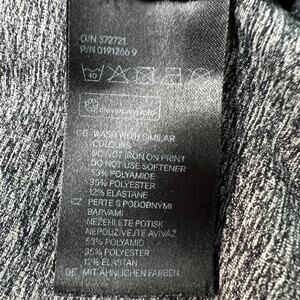 O/N 372721
P/N 0191266 9
40
GB WASH WITH SIMILAR
COLOURS
DO NOT IRON ON PRINT
DO NOT USE SOFTENER
53% POLYAMIDE
35% POLYESTER
12% ELASTANE
CZ PERTE S PODOBNÝMI
BARVAMI
NEŽEHLETE POTISK
NEPOUŽÍVEJTE AVIVÁŽ
53% POLYAMID
35% POLYESTER
12% ELASTAN
DE MIT ÄHNLICHEN FARBEN